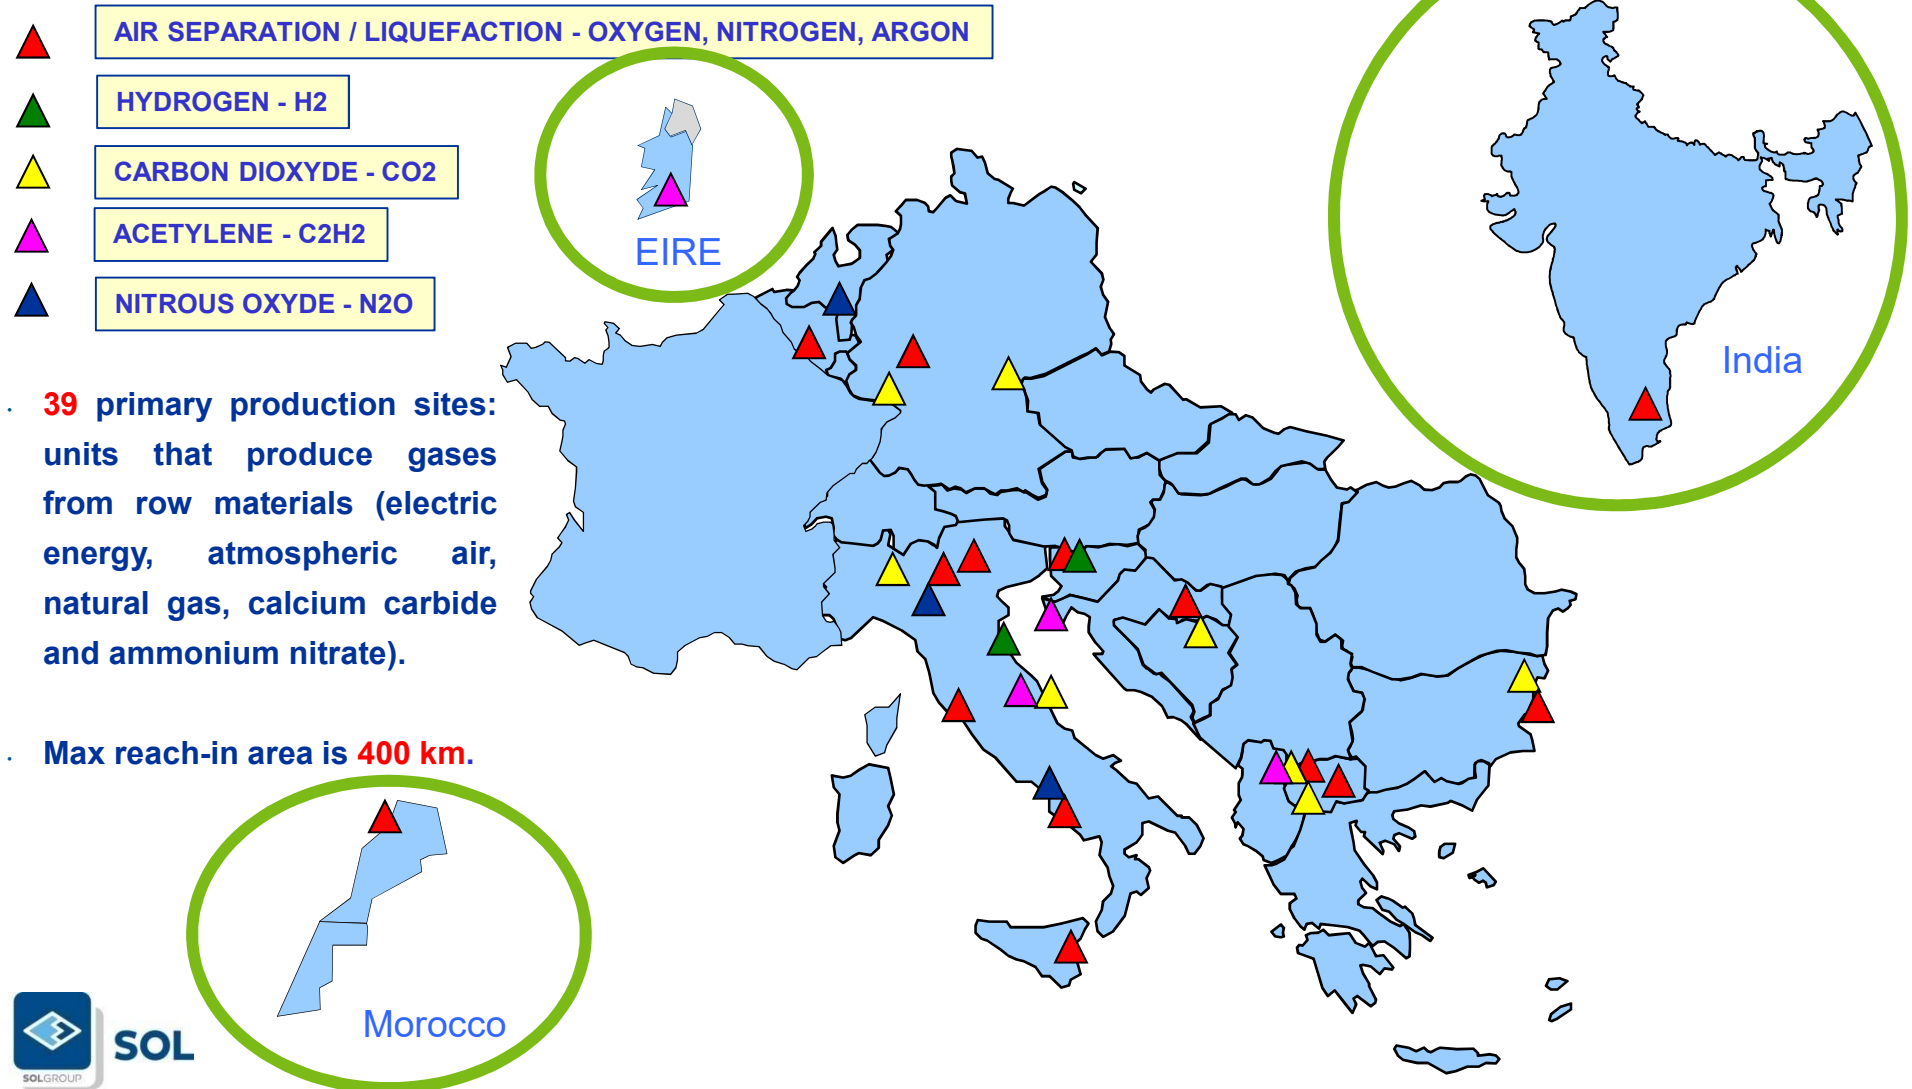 AIR SEPARATION / LIQUEFACTION - OXYGEN, NITROGEN, ARGON
HYDROGEN - H2
CARBON DIOXYDE - CO2
ACETYLENE - C2H2
NITROUS OXYDE - N2O
EIRE
India
39 primary production sites:
units that produce gases
from row materials (electric
energy, atmospheric air,
natural gas, calcium carbide
and ammonium nitrate).
Max reach-in area is 400 km.
Morocco
SOL
SOLGROUP